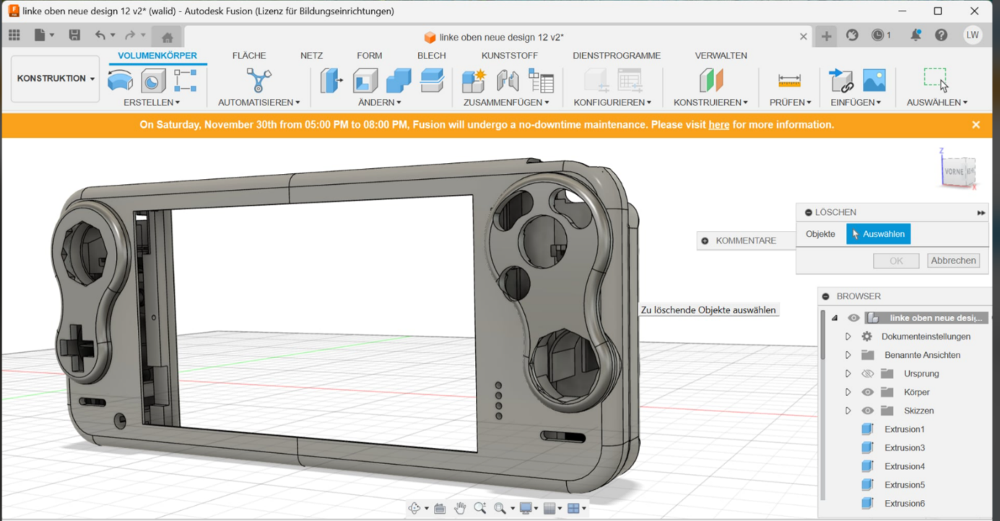 linke oben neue design 12 v2* (walid) - Autodesk Fusion (Lizenz für Bildungseinrichtungen)
linke oben neue design 12 v2*
1
LW
KONSTRUKTION
VOLUMENKÖRPER FLÄCHE NETZ FORM BLECH KUNSTSTOFF DIENSTPROGRAMME VERWALTEN
ERSTELLEN AUTOMATISIEREN ÄNDERN ZUSAMMENFÜGEN KONFIGURIEREN KONSTRUIEREN PRÜFEN EINFÜGEN AUSWÄHLEN
On Saturday, November 30th from 05:00 PM to 08:00 PM, Fusion will undergo a no-downtime maintenance. Please visit here for more information.
Z
VORNE
X
LÖSCHEN
Objekte Auswählen
KOMMENTARE
OK Abbrechen
BROWSER
Zu löschende Objekte auswählen
linke oben neue desi...
Dokumenteinstellungen
Benannte Ansichten
Ursprung
Körper
Skizzen
Extrusion1
Extrusion3
Extrusion4
Extrusion5
Extrusion6